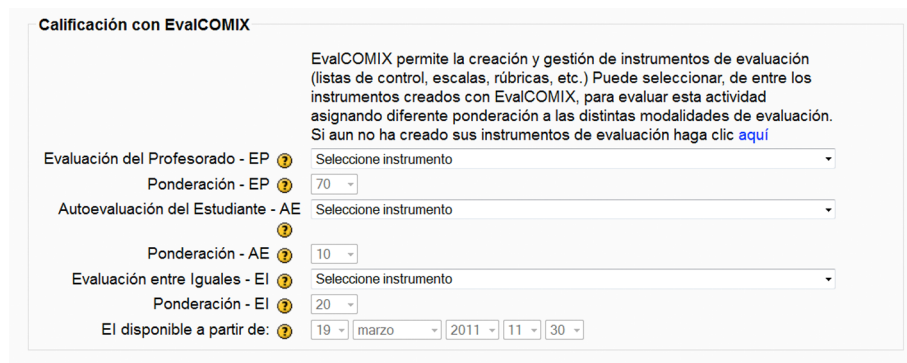 Calificación con EvalCOMIX
EvalCOMIX permite la creación y gestión de instrumentos de evaluación
(listas de control, escalas, rúbricas, etc.) Puede seleccionar, de entre los
instrumentos creados con EvalCOMIX, para evaluar esta actividad
asignando diferente ponderación a las distintas modalidades de evaluación.
Si aun no ha creado sus instrumentos de evaluación haga clic aquí
Evaluación del Profesorado - EP ? Seleccione instrumento
Ponderación - EP ? 70
Autoevaluación del Estudiante - AE Seleccione instrumento
?
Ponderación - AE ? 10
Evaluación entre Iguales - EI ? Seleccione instrumento
Ponderación - EI ? 20
EI disponible a partir de: ? 19 marzo 2011 11 30